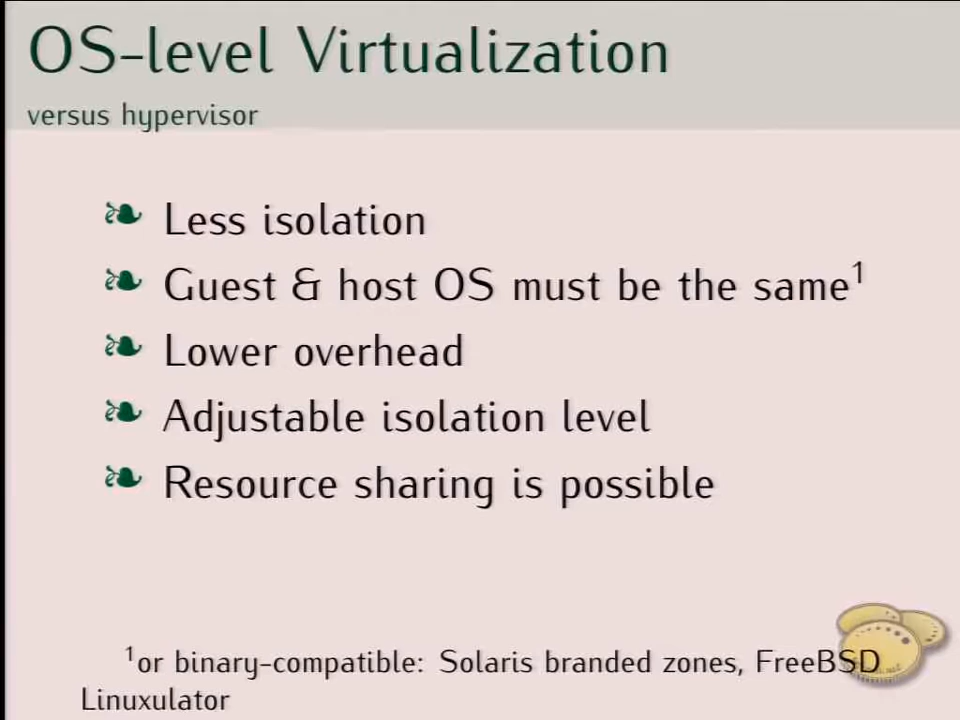 OS-level Virtualization
versus hypervisor
Less isolation
Guest & host OS must be the same¹
Lower overhead
Adjustable isolation level
Resource sharing is possible
¹or binary-compatible: Solaris branded zones, FreeBSD
Linuxulator